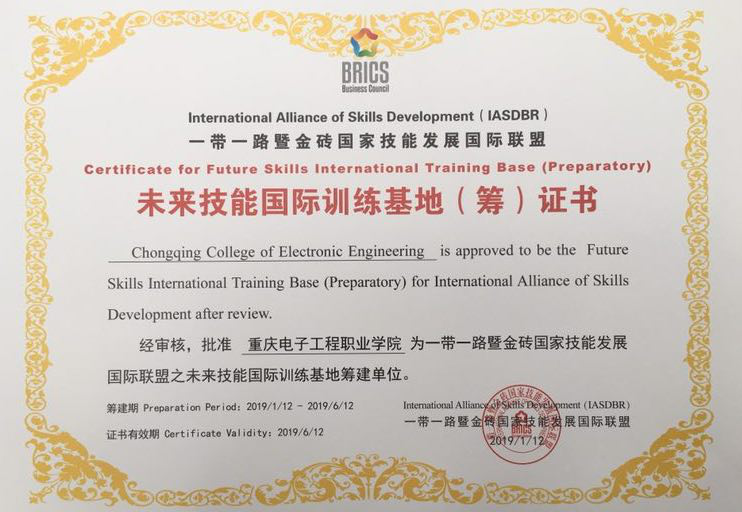 BRICS
Business Council
International Alliance of Skills Development ( IASDBR )
一带一路暨金砖国家技能发展国际联盟
Certificate for Future Skills International Training Base (Preparatory)
未来技能国际训练基地（筹）证书
Chongqing College of Electronic Engineering is approved to be the Future
Skills International Training Base (Preparatory) for International Alliance of Skills
Development after review.
经审核，批准 重庆电子工程职业学院 为一带一路暨金砖国家技能发展
国际联盟之未来技能国际训练基地筹建单位。
筹建期 Preparation Period: 2019/1/12 - 2019/6/12
证书有效期 Certificate Validity: 2019/6/12
International Alliance of Skills Development (IASDBR)
一带一路暨金砖国家技能发展国际联盟
BRICS
2019/1/12